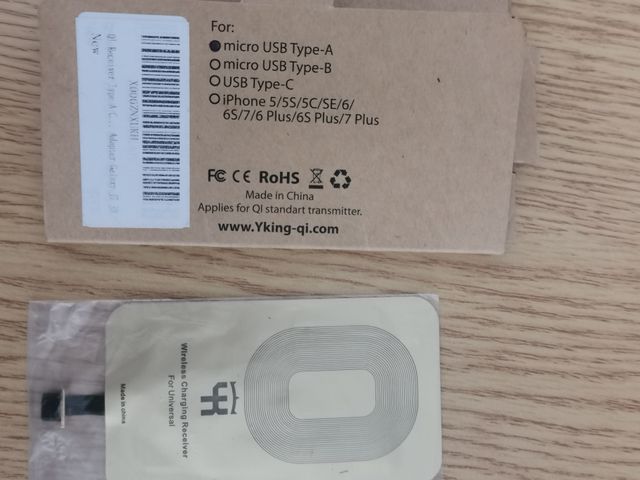 For:
micro USB Type-A
micro USB Type-B
USB Type-C
iPhone 5/5S/5C/SE/6/
6S/7/6 Plus/6S Plus/7 Plus
FC CE RoHS
Made in China
Applies for QI standart transmitter.
www.Yking-qi.com
New
Wireless Charging Receiver
For Universal
YK
Made in china